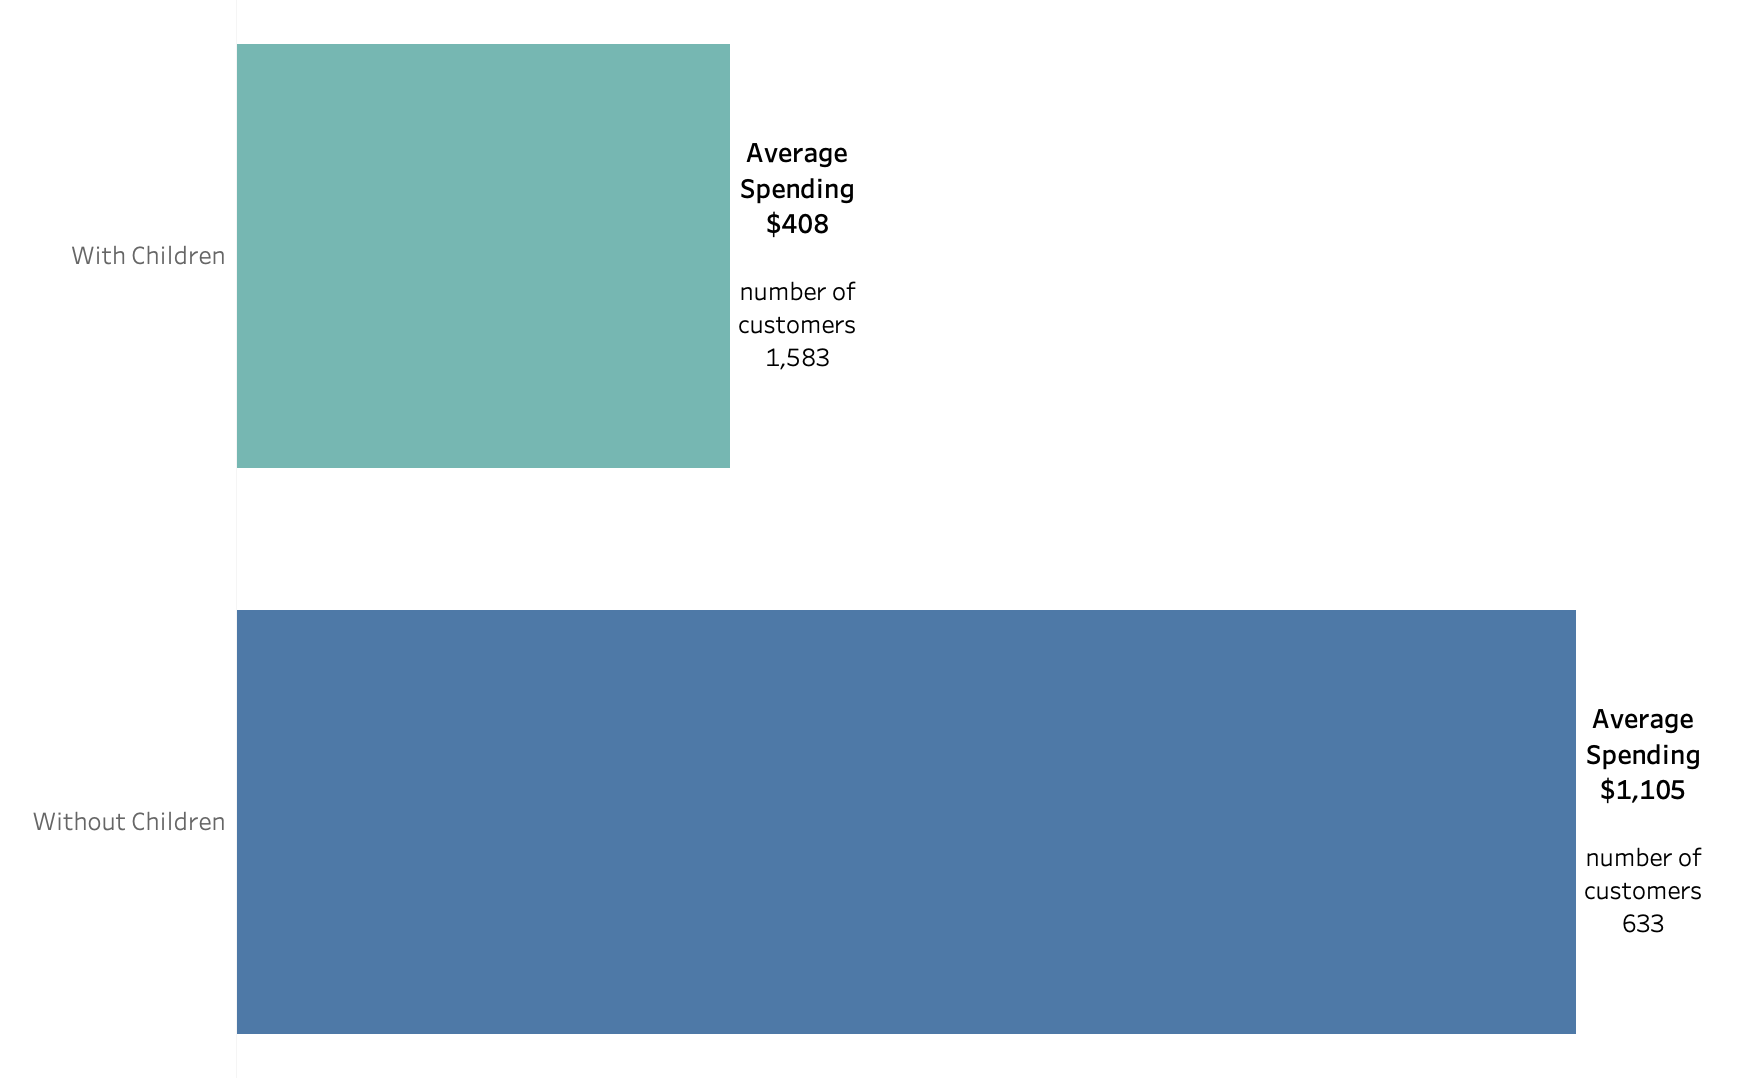 With Children
Average
Spending
$408
number of
customers
1,583
Without Children
Average
Spending
$1,105
number of
customers
633